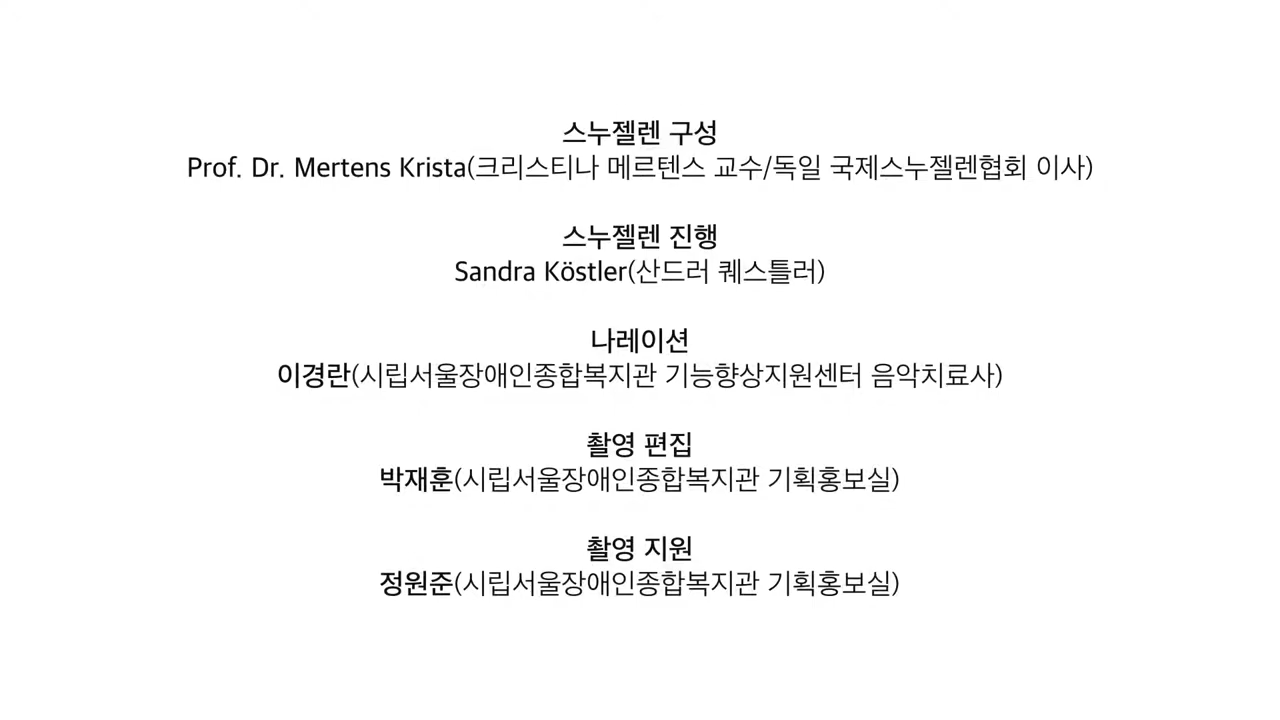 스누젤렌 구성
Prof. Dr. Mertens Krista(크리스티나 메르텐스 교수/독일 국제스누젤렌협회 이사)
스누젤렌 진행
Sandra Köstler(산드러 퀘스틀러)
나레이션
이경란(시립서울장애인종합복지관 기능향상지원센터 음악치료사)
촬영 편집
박재훈(시립서울장애인종합복지관 기획홍보실)
촬영 지원
정원준(시립서울장애인종합복지관 기획홍보실)